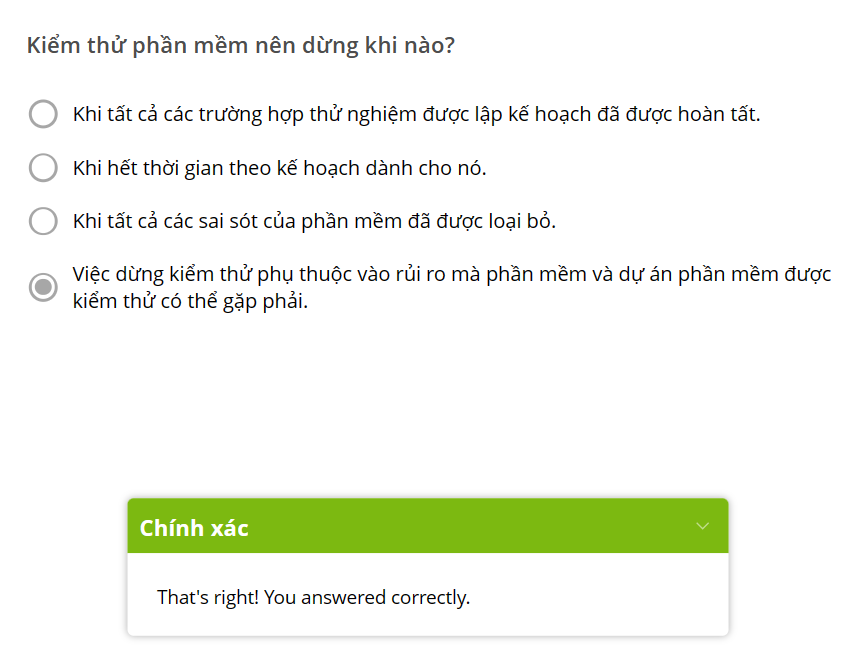 Kiểm thử phần mềm nên dừng khi nào?
Khi tất cả các trường hợp thử nghiệm được lập kế hoạch đã được hoàn tất.
Khi hết thời gian theo kế hoạch dành cho nó.
Khi tất cả các sai sót của phần mềm đã được loại bỏ.
Việc dừng kiểm thử phụ thuộc vào rủi ro mà phần mềm và dự án phần mềm được
kiểm thử có thể gặp phải.
Chính xác
That's right! You answered correctly.